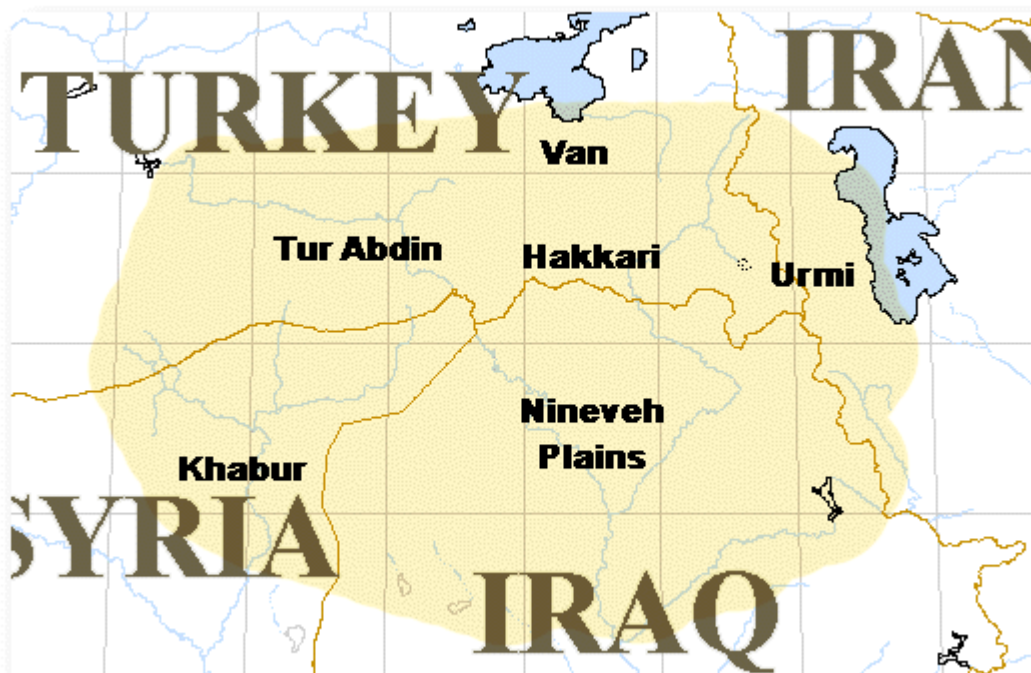 TURKEY
IRAN
Van
Tur Abdin
Hakkari
Urmi
Nineveh
Plains
Khabur
SYRIA
IRAQ